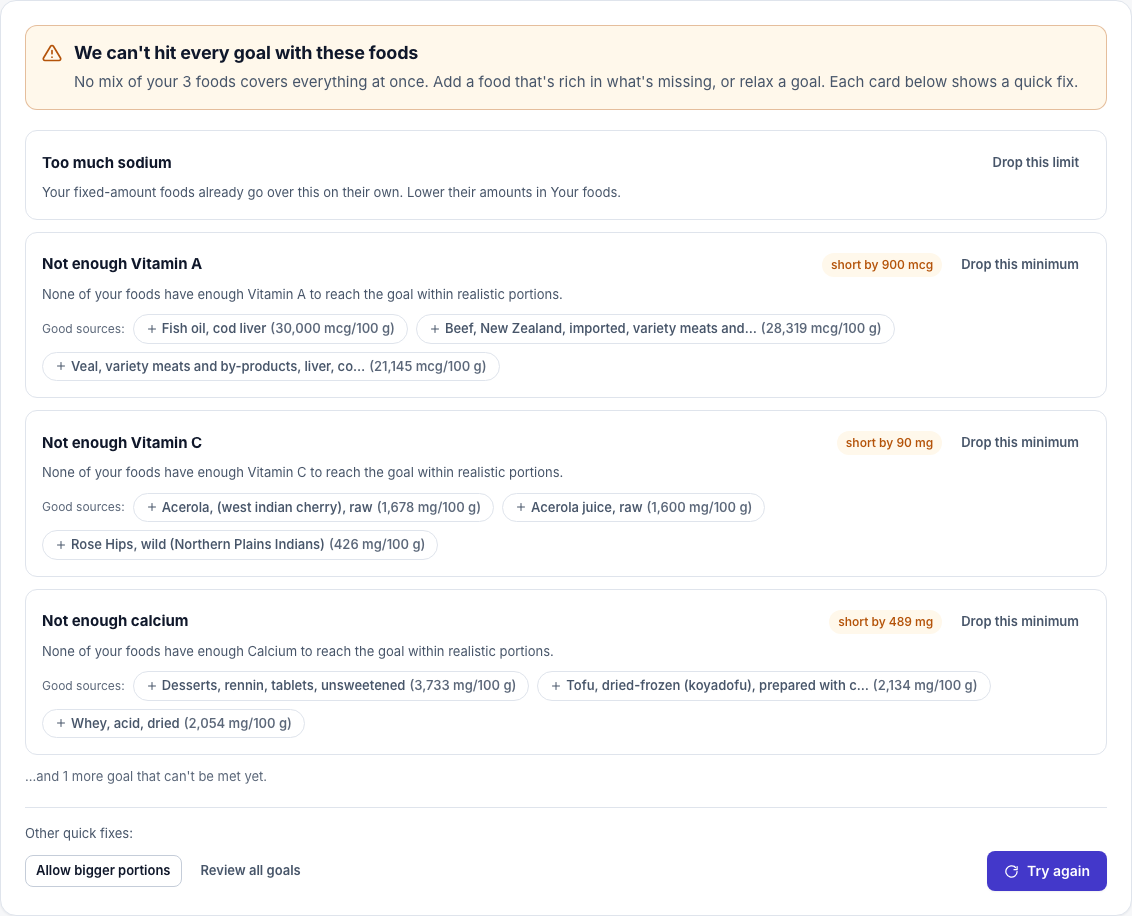 We can't hit every goal with these foods
No mix of your 3 foods covers everything at once. Add a food that's rich in what's missing, or relax a goal. Each card below shows a quick fix.
Too much sodium
Drop this limit
Your fixed-amount foods already go over this on their own. Lower their amounts in Your foods.
Not enough Vitamin A
short by 900 mcg
Drop this minimum
None of your foods have enough Vitamin A to reach the goal within realistic portions.
Good sources: + Fish oil, cod liver (30,000 mcg/100 g) + Beef, New Zealand, imported, variety meats and... (28,319 mcg/100 g)
+ Veal, variety meats and by-products, liver, co... (21,145 mcg/100 g)
Not enough Vitamin C
short by 90 mg
Drop this minimum
None of your foods have enough Vitamin C to reach the goal within realistic portions.
Good sources: + Acerola, (west indian cherry), raw (1,678 mg/100 g) + Acerola juice, raw (1,600 mg/100 g)
+ Rose Hips, wild (Northern Plains Indians) (426 mg/100 g)
Not enough calcium
short by 489 mg
Drop this minimum
None of your foods have enough Calcium to reach the goal within realistic portions.
Good sources: + Desserts, rennin, tablets, unsweetened (3,733 mg/100 g) + Tofu, dried-frozen (koyadofu), prepared with c... (2,134 mg/100 g)
+ Whey, acid, dried (2,054 mg/100 g)
...and 1 more goal that can't be met yet.
Other quick fixes:
Allow bigger portions
Review all goals
Try again